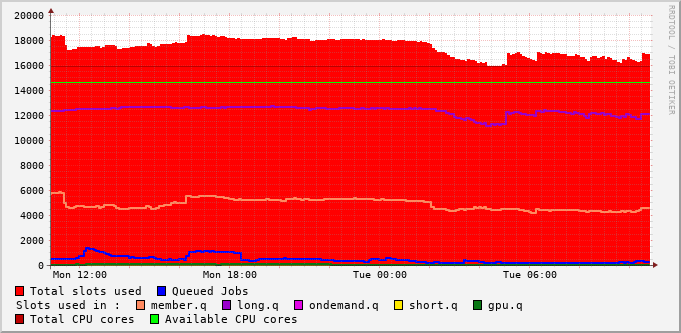 20000
18000
16000
14000
12000
10000
8000
6000
4000
2000
0
Mon 12:00 Mon 18:00 Tue 00:00 Tue 06:00
RRDTOOL / TOBI OETIKER
Total slots used Queued Jobs
Slots used in : member.q long.q ondemand.q short.q gpu.q
Total CPU cores Available CPU cores